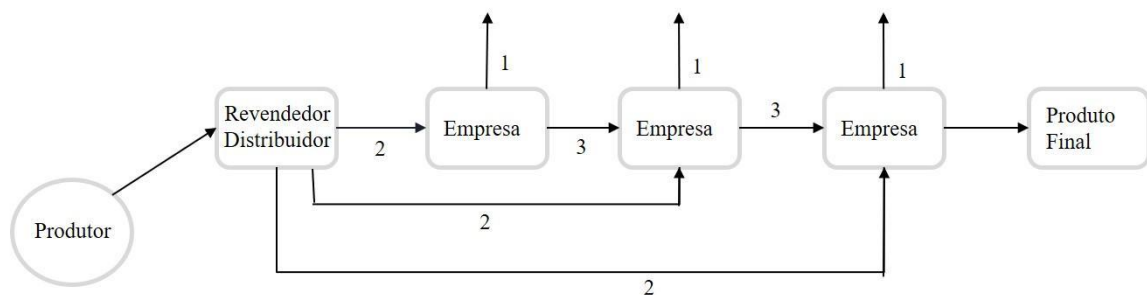 1
1
1
Revendedor
Distribuidor
2
Empresa
3
Empresa
3
Empresa
Produto
Final
Produtor
2
2